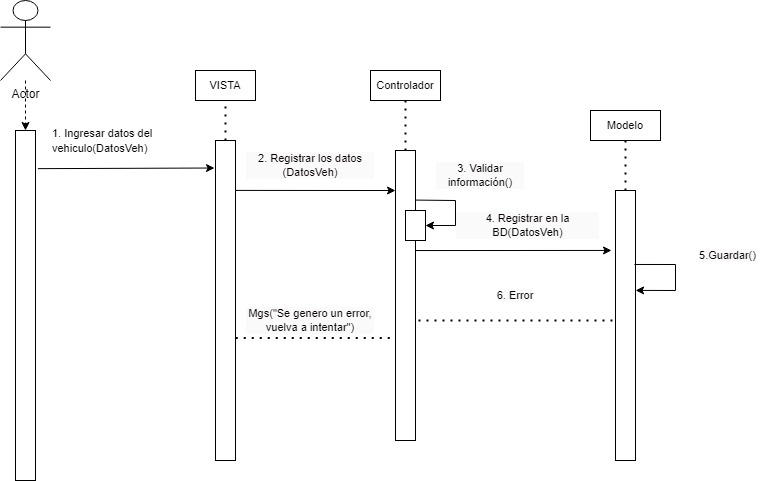 Actor
VISTA
Controlador
Modelo
1. Ingresar datos del
vehiculo(DatosVeh)
2. Registrar los datos
(DatosVeh)
3. Validar
información()
4. Registrar en la
BD(DatosVeh)
5.Guardar()
6. Error
Mgs("Se genero un error,
vuelva a intentar")